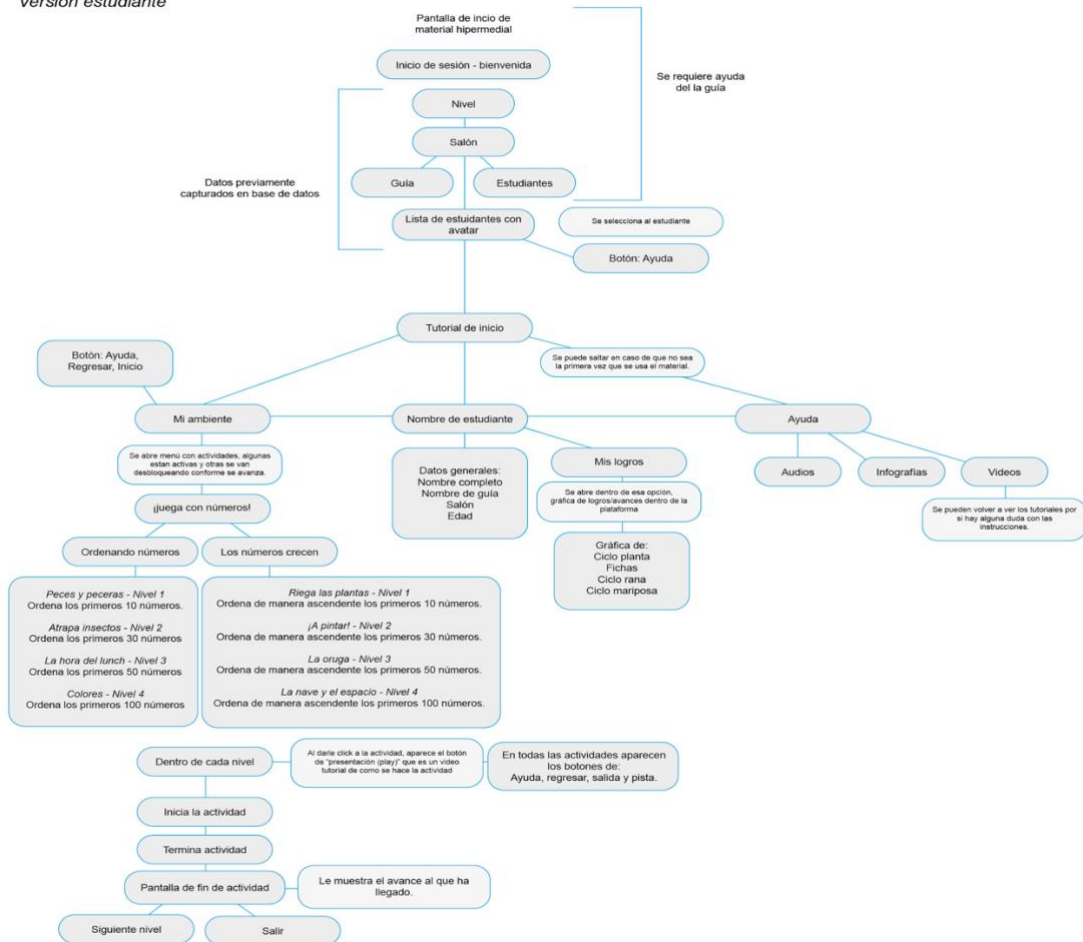 Versión estudiante
Pantalla de incio de
material hipermedial
Inicio de sesión - bienvenida
Se requiere ayuda
del la guía
Nivel
Salón
Guía
Estudiantes
Datos previamente
capturados en base de datos
Lista de estuidantes con
avatar
Se selecciona al estudiante
Botón: Ayuda
Tutorial de inicio
Botón: Ayuda,
Regresar, Inicio
Se puede saltar en caso de que no sea
la primera vez que se usa el material.
Mi ambiente
Nombre de estudiante
Ayuda
Se abre menú con actividades, algunas
estan activas y otras se van
desbloqueando conforme se avanza.
Datos generales:
Nombre completo
Nombre de guía
Salón
Edad
Mis logros
Se abre dentro de esa opción,
gráfica de logros/avances dentro de la
plataforma
Gráfica de:
Ciclo planta
Fichas
Ciclo rana
Ciclo mariposa
Audios
Infografías
Videos
Se pueden volver a ver los tutoriales por
si hay alguna duda con las
instrucciones.
¡juega con números!
Ordenando números
Los números crecen
Peces y peceras - Nivel 1
Ordena los primeros 10 números.
Atrapa insectos - Nivel 2
Ordena los primeros 30 números
La hora del lunch - Nivel 3
Ordena los primeros 50 números
Colores - Nivel 4
Ordena los primeros 100 números
Riega las plantas - Nivel 1
Ordena de manera ascendente los primeros 10 números.
¡A pintar! - Nivel 2
Ordena de manera ascendente los primeros 30 números.
La oruga - Nivel 3
Ordena de manera ascendente los primeros 50 números.
La nave y el espacio - Nivel 4
Ordena de manera ascendente los primeros 100 números.
Dentro de cada nivel
Al darle click a la actividad, aparece el botón
de "presentación (play)" que es un video
tutorial de como se hace la actividad
En todas las actividades aparecen
los botones de:
Ayuda, regresar, salida y pista.
Inicia la actividad
Termina actividad
Pantalla de fin de actividad
Le muestra el avance al que ha
llegado.
Siguiente nivel
Salir